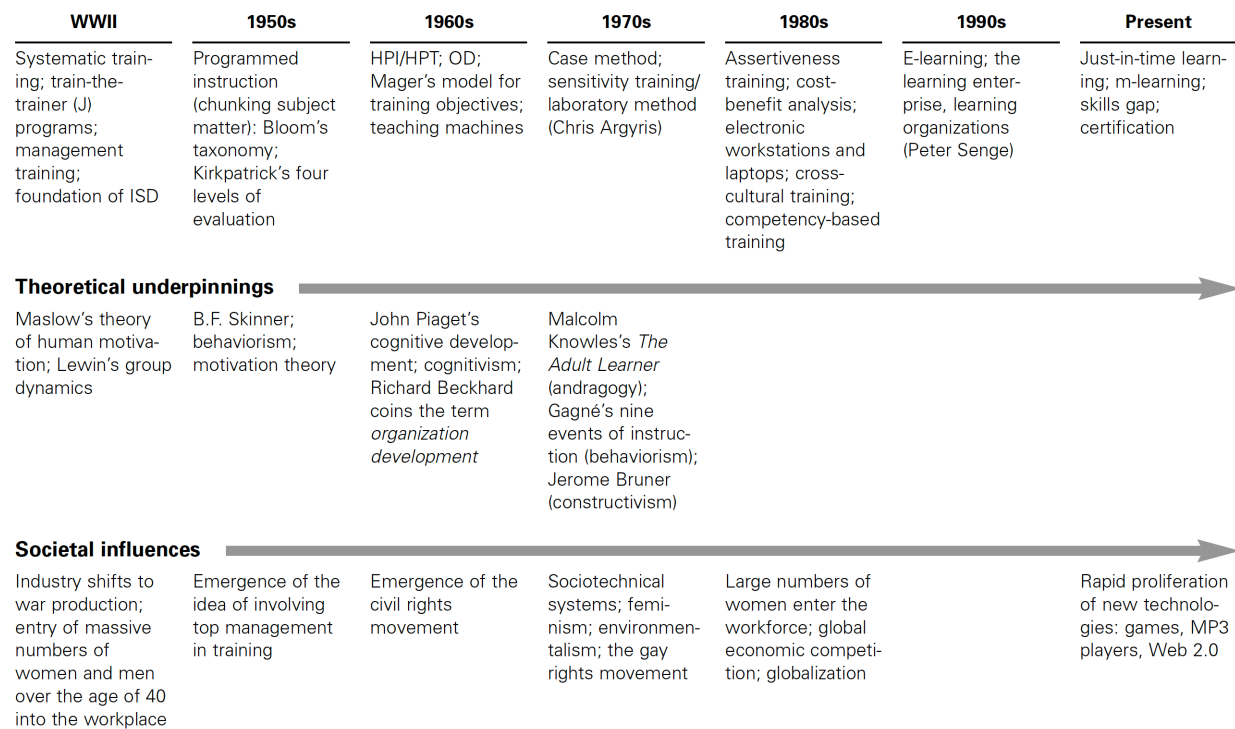 WWII
Systematic train-
ing; train-the-
trainer (J)
programs;
management
training;
foundation of ISD
1950s
Programmed
instruction
(chunking subject
matter): Bloom's
taxonomy;
Kirkpatrick's four
levels of
evaluation
1960s
HPI/HPT; OD;
Mager's model for
training objectives;
teaching machines
1970s
Case method;
sensitivity training/
laboratory method
(Chris Argyris)
1980s
Assertiveness
training; cost-
benefit analysis;
electronic
workstations and
laptops; cross-
cultural training;
competency-based
training
1990s
E-learning; the
learning enter-
prise, learning
organizations
(Peter Senge)
Present
Just-in-time learn-
ing; m-learning;
skills gap;
certification
Theoretical underpinnings
Maslow's theory
of human motiva-
tion; Lewin's group
dynamics
B.F. Skinner;
behaviorism;
motivation theory
John Piaget's
cognitive develop-
ment; cognitivism;
Richard Beckhard
coins the term
organization
development
Malcolm
Knowles's The
Adult Learner
(andragogy);
Gagné's nine
events of instruc-
tion (behaviorism);
Jerome Bruner
(constructivism)
Societal influences
Industry shifts to
war production;
entry of massive
numbers of
women and men
over the age of 40
into the workplace
Emergence of the
idea of involving
top management
in training
Emergence of the
civil rights
movement
Sociotechnical
systems; femi-
nism; environmen-
talism; the gay
rights movement
Large numbers of
women enter the
workforce; global
economic competi-
tion; globalization
Rapid proliferation
of new technolo-
gies: games, MP3
players, Web 2.0